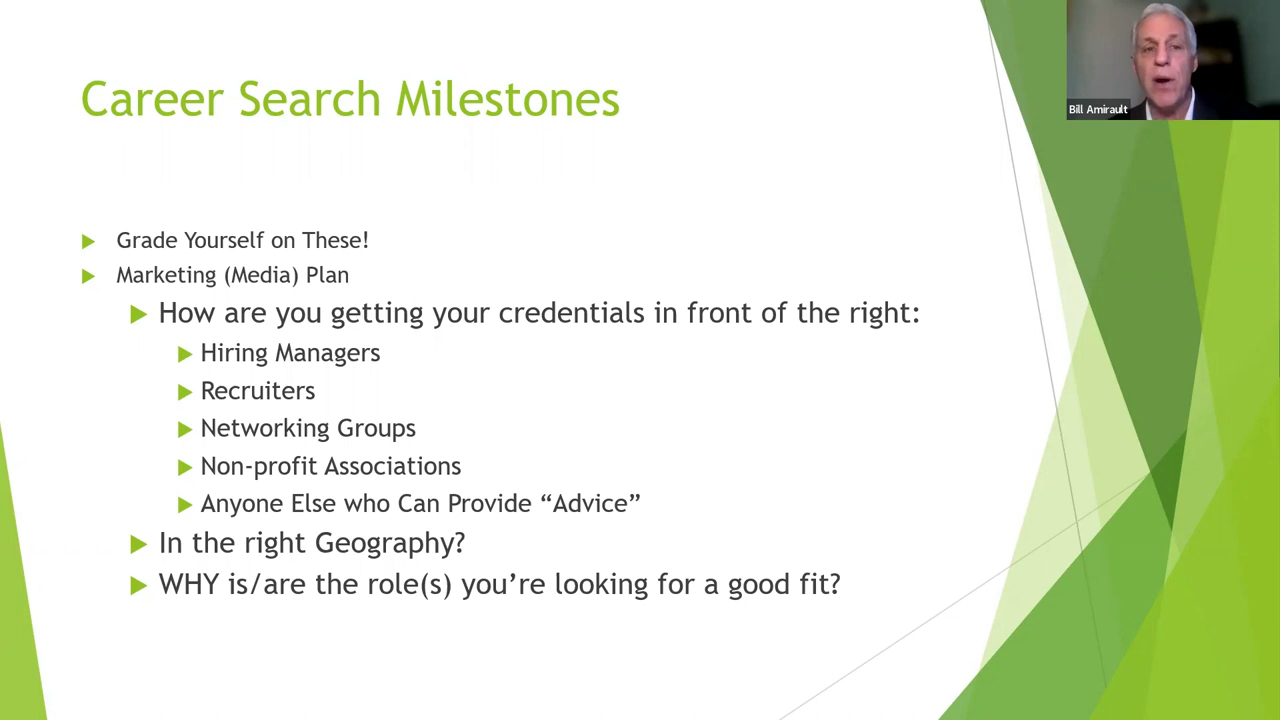 Career Search Milestones
Bill Amirault
Grade Yourself on These!
Marketing (Media) Plan
How are you getting your credentials in front of the right:
Hiring Managers
Recruiters
Networking Groups
Non-profit Associations
Anyone Else who Can Provide “Advice”
In the right Geography?
WHY is/are the role(s) you’re looking for a good fit?